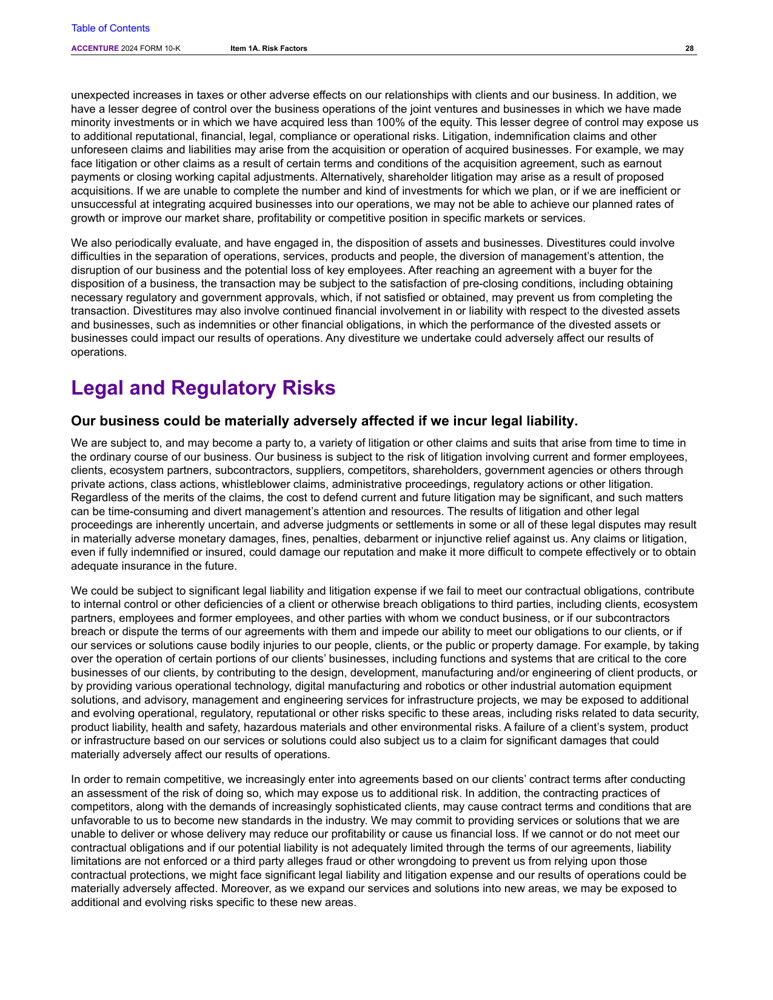 Table of Contents
ACCENTURE 2024 FORM 10-K Item 1A. Risk Factors 28
unexpected increases in taxes or other adverse effects on our relationships with clients and our business. In addition, we
have a lesser degree of control over the business operations of the joint ventures and businesses in which we have made
minority investments or in which we have acquired less than 100% of the equity. This lesser degree of control may expose us
to additional reputational, financial, legal, compliance or operational risks. Litigation, indemnification claims and other
unforeseen claims and liabilities may arise from the acquisition or operation of acquired businesses. For example, we may
face litigation or other claims as a result of certain terms and conditions of the acquisition agreement, such as earnout
payments or closing working capital adjustments. Alternatively, shareholder litigation may arise as a result of proposed
acquisitions. If we are unable to complete the number and kind of investments for which we plan, or if we are inefficient or
unsuccessful at integrating acquired businesses into our operations, we may not be able to achieve our planned rates of
growth or improve our market share, profitability or competitive position in specific markets or services.
We also periodically evaluate, and have engaged in, the disposition of assets and businesses. Divestitures could involve
difficulties in the separation of operations, services, products and people, the diversion of management's attention, the
disruption of our business and the potential loss of key employees. After reaching an agreement with a buyer for the
disposition of a business, the transaction may be subject to the satisfaction of pre-closing conditions, including obtaining
necessary regulatory and government approvals, which, if not satisfied or obtained, may prevent us from completing the
transaction. Divestitures may also involve continued financial involvement in or liability with respect to the divested assets
and businesses, such as indemnities or other financial obligations, in which the performance of the divested assets or
businesses could impact our results of operations. Any divestiture we undertake could adversely affect our results of
operations.
Legal and Regulatory Risks
Our business could be materially adversely affected if we incur legal liability.
We are subject to, and may become a party to, a variety of litigation or other claims and suits that arise from time to time in
the ordinary course of our business. Our business is subject to the risk of litigation involving current and former employees,
clients, ecosystem partners, subcontractors, suppliers, competitors, shareholders, government agencies or others through
private actions, class actions, whistleblower claims, administrative proceedings, regulatory actions or other litigation.
Regardless of the merits of the claims, the cost to defend current and future litigation may be significant, and such matters
can be time-consuming and divert management's attention and resources. The results of litigation and other legal
proceedings are inherently uncertain, and adverse judgments or settlements in some or all of these legal disputes may result
in materially adverse monetary damages, fines, penalties, debarment or injunctive relief against us. Any claims or litigation,
even if fully indemnified or insured, could damage our reputation and make it more difficult to compete effectively or to obtain
adequate insurance in the future.
We could be subject to significant legal liability and litigation expense if we fail to meet our contractual obligations, contribute
to internal control or other deficiencies of a client or otherwise breach obligations to third parties, including clients, ecosystem
partners, employees and former employees, and other parties with whom we conduct business, or if our subcontractors
breach or dispute the terms of our agreements with them and impede our ability to meet our obligations to our clients, or if
our services or solutions cause bodily injuries to our people, clients, or the public or property damage. For example, by taking
over the operation of certain portions of our clients' businesses, including functions and systems that are critical to the core
businesses of our clients, by contributing to the design, development, manufacturing and/or engineering of client products, or
by providing various operational technology, digital manufacturing and robotics or other industrial automation equipment
solutions, and advisory, management and engineering services for infrastructure projects, we may be exposed to additional
and evolving operational, regulatory, reputational or other risks specific to these areas, including risks related to data security,
product liability, health and safety, hazardous materials and other environmental risks. A failure of a client's system, product
or infrastructure based on our services or solutions could also subject us to a claim for significant damages that could
materially adversely affect our results of operations.
In order to remain competitive, we increasingly enter into agreements based on our clients' contract terms after conducting
an assessment of the risk of doing so, which may expose us to additional risk. In addition, the contracting practices of
competitors, along with the demands of increasingly sophisticated clients, may cause contract terms and conditions that are
unfavorable to us to become new standards in the industry. We may commit to providing services or solutions that we are
unable to deliver or whose delivery may reduce our profitability or cause us financial loss. If we cannot or do not meet our
contractual obligations and if our potential liability is not adequately limited through the terms of our agreements, liability
limitations are not enforced or a third party alleges fraud or other wrongdoing to prevent us from relying upon those
contractual protections, we might face significant legal liability and litigation expense and our results of operations could be
materially adversely affected. Moreover, as we expand our services and solutions into new areas, we may be exposed to
additional and evolving risks specific to these new areas.